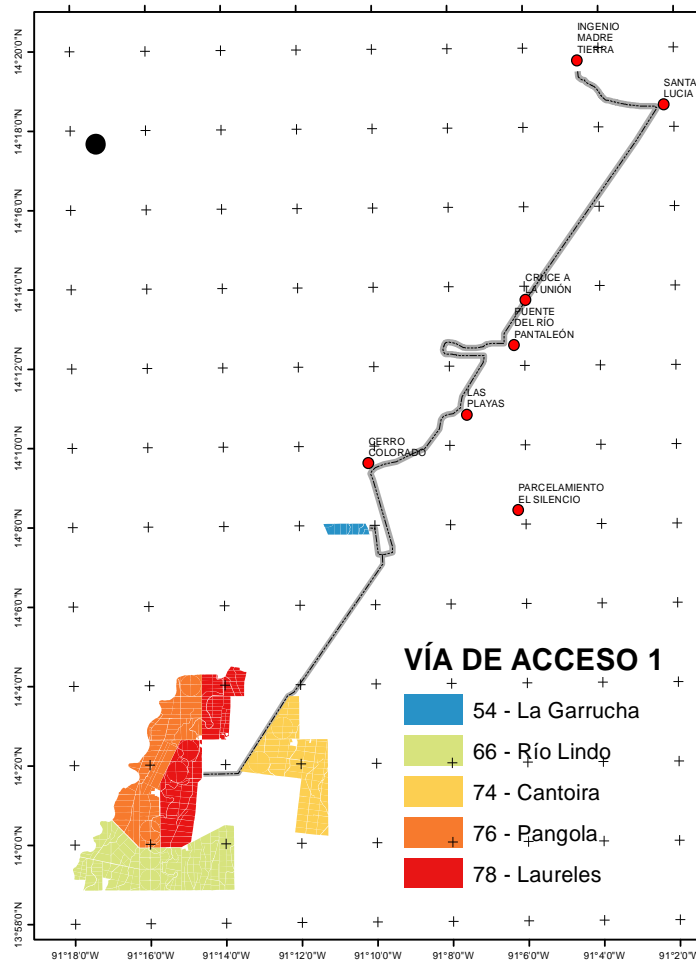 INGENIO
MADRE
TIERRA
SANTA
LUCIA
CRUCE A
LA UNIÓN
PUENTE
DEL RÍO
PANTALEÓN
LAS
PLAYAS
CERRO
COLORADO
PARCELAMIENTO
EL SILENCIO
VÍA DE ACCESO 1
54 - La Garrucha
66 - Río Lindo
74 - Cantoira
76 - Pangola
78 - Laureles
14°20'0"N
14°18'0"N
14°16'0"N
14°14'0"N
14°12'0"N
14°10'0"N
14°8'0"N
14°6'0"N
14°4'0"N
14°2'0"N
14°0'0"N
13°58'0"N
91°18'0"W
91°16'0"W
91°14'0"W
91°12'0"W
91°10'0"W
91°8'0"W
91°6'0"W
91°4'0"W
91°2'0"W